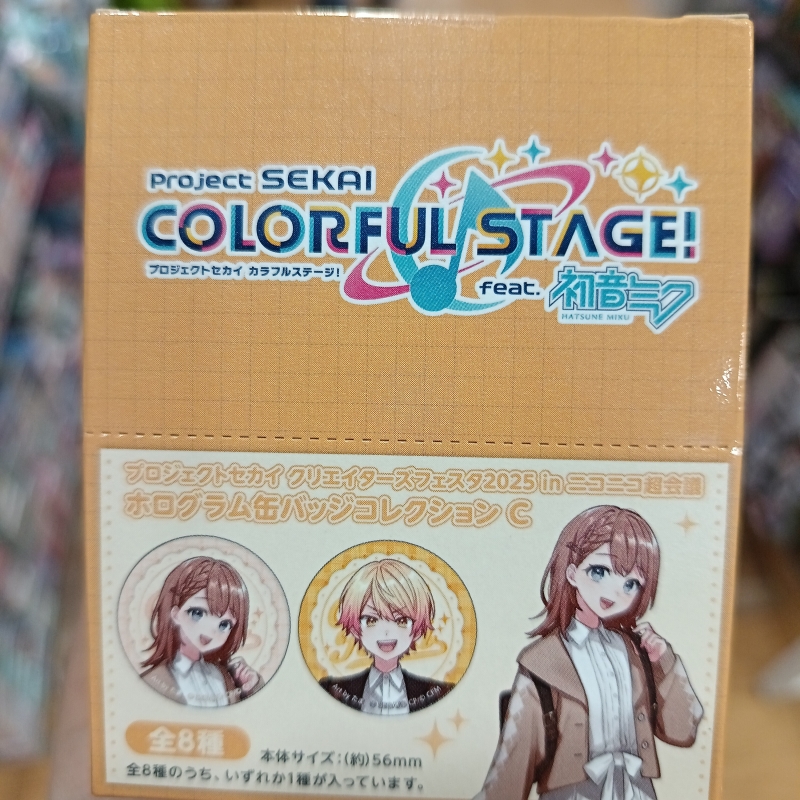 Project SEKAI
COLORFUL STAGE!
プロジェクトセカイ カラフルステージ!
feat. 初音ミク
HATSUNE MIKU
プロジェクトセカイ クリエイターズフェスタ2025 in ニコニコ超会議
ホログラム缶バッジコレクション C
全8種
本体サイズ:(約)56mm
全8種のうち、いずれか1種が入っています。